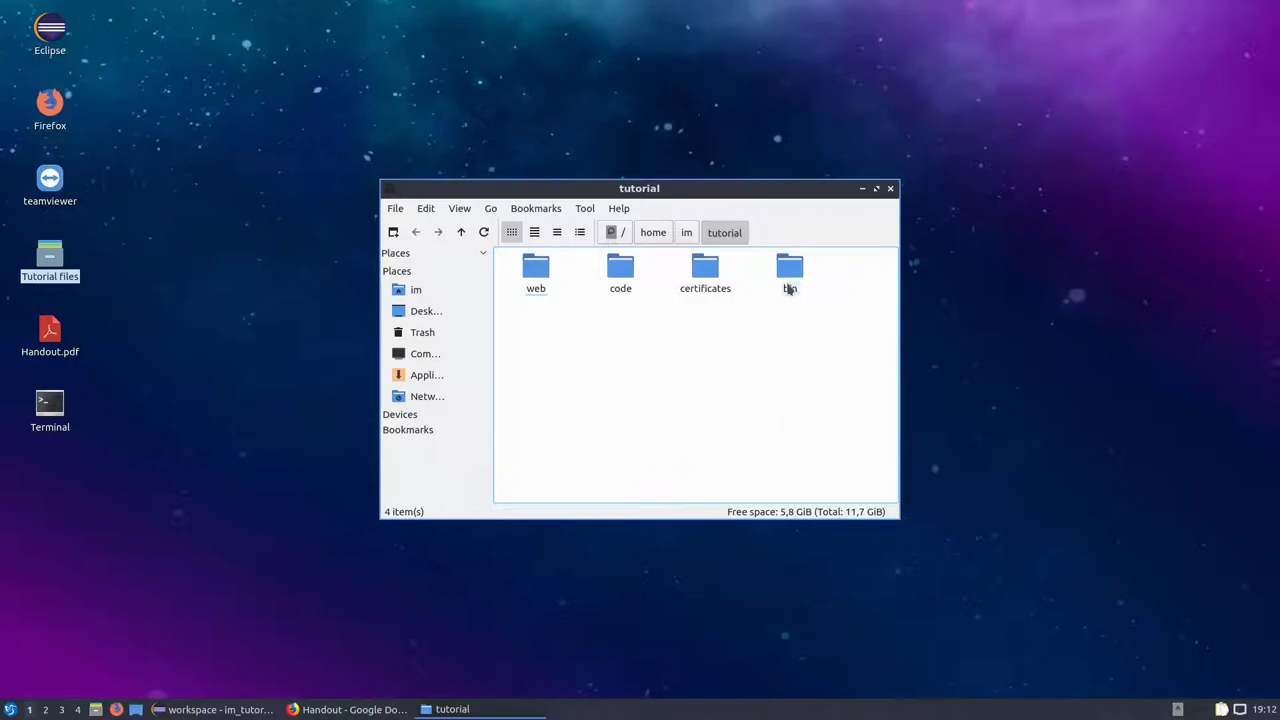 Eclipse
Firefox
teamviewer
Tutorial files
Handout.pdf
Terminal
tutorial
File Edit View Go Bookmarks Tool Help
/ home im tutorial
Places
Places
im
Desk...
Trash
Com...
Appli...
Netw...
Devices
Bookmarks
web code certificates
4 item(s) Free space: 5,8 GiB (Total: 11,7 GiB)
1 2 3 4 workspace - im_tutor... Handout - Google Do... tutorial 19:12